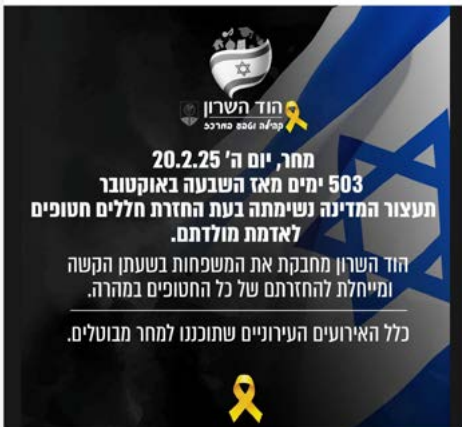 הוד השרון
קהילה וטבע במרכז
מחר, יום ה' 20.2.25
503 ימים מאז השבעה באוקטובר
תעצור המדינה נשימתה בעת החזרת חללים חטופים
לאדמת מולדתם.
הוד השרון מחבקת את המשפחות בשעתן הקשה
ומייחלת להחזרתם של כל החטופים במהרה.
כלל האירועים העירוניים שתוכננו למחר מבוטלים.